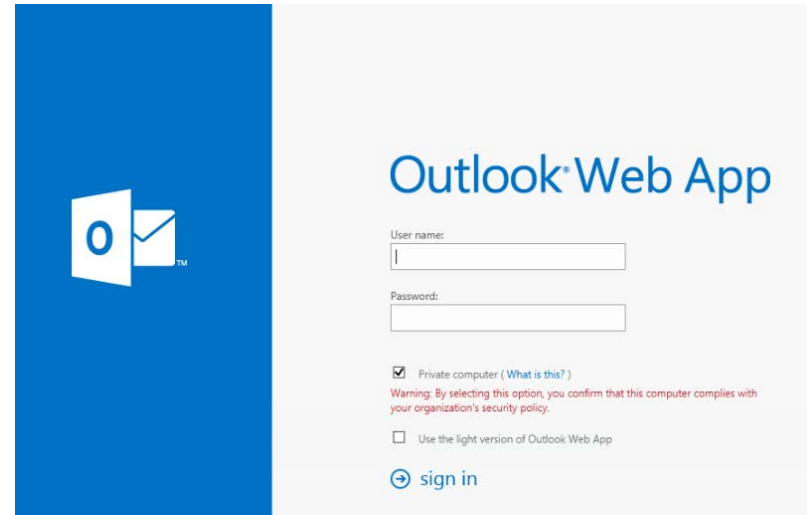 Outlook® Web App
User name:
Password:
O
TM
Private computer ( What is this? )
Warning: By selecting this option, you confirm that this computer complies with
your organization's security policy.
Use the light version of Outlook Web App
sign in